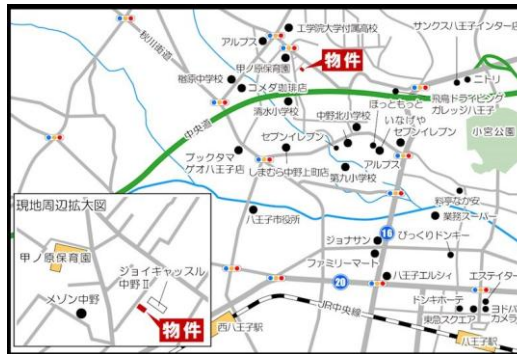 工学院大学付属高校
サンクス八王子インター店
秋川街道
アルプス
甲ノ原保育園
物件
ニトリ
楢原中学校
コメダ珈琲店
ほっともっと
飛鳥ドライビング
カレッジ八王子
清水小学校
中央道
中野北小学校
いなげや
セブンイレブン
セブンイレブン
小宮公園
ブックタマ
ゲオ八王子店
しまむら中野上町店
アルプス
第九小学校
現地周辺拡大図
料亭なか安
業務スーパー
八王子市役所
16
甲ノ原保育園
ジョナサン
びっくりドンキー
ジョイキャッスル
中野Ⅱ
ファミリーマート
20
八王子エルシィ
エスティター
メゾン中野
物件
ドンキホーテ
ヨドバ
カメラ
JR中央線
東急スクエア
西八王子駅
八王子駅